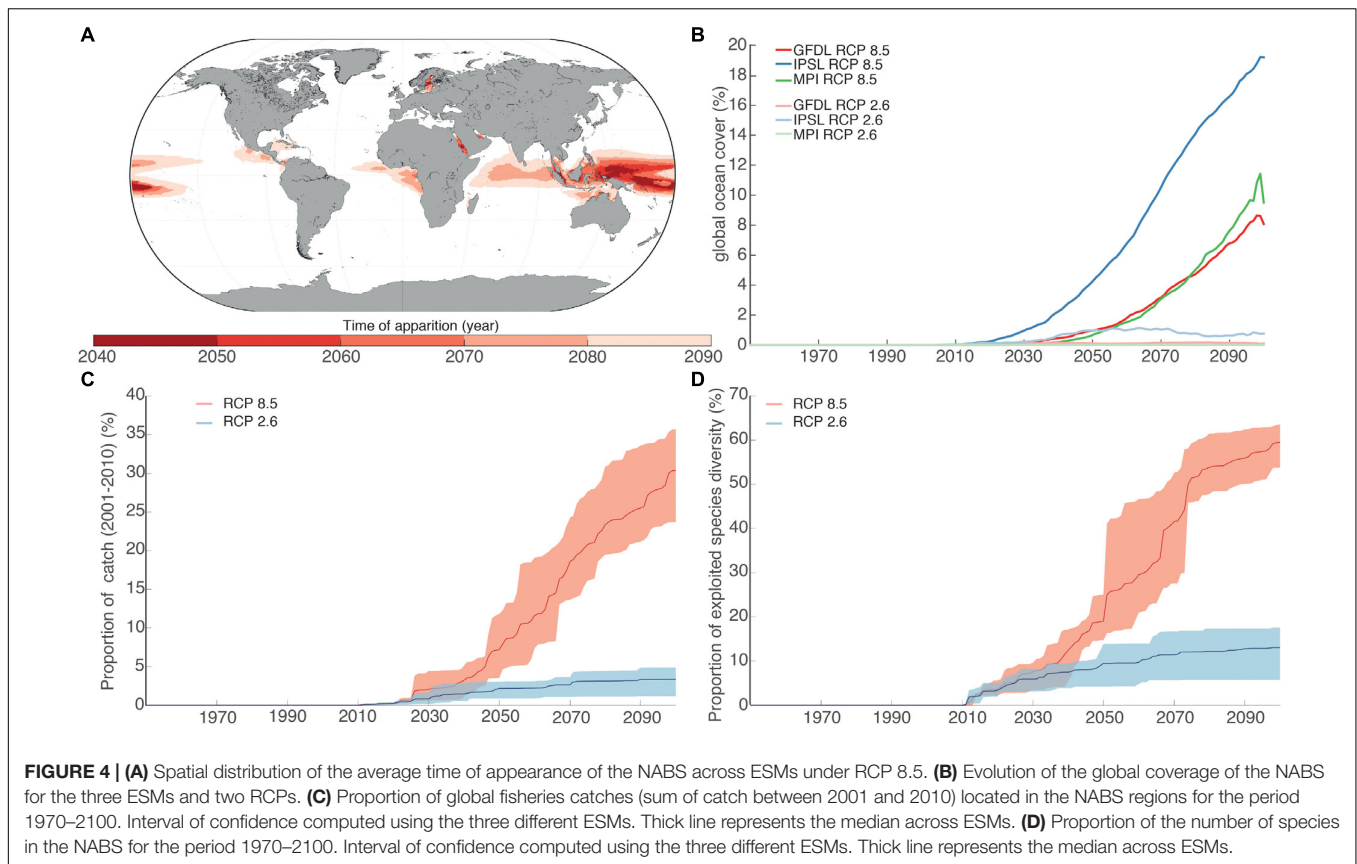 A
Time of apparition (year)
2040 2050 2060 2070 2080 2090
B
global ocean cover (%)
20
18
16
14
12
10
8
6
4
2
0
GFDL RCP 8.5
IPSL RCP 8.5
MPI RCP 8.5
GFDL RCP 2.6
IPSL RCP 2.6
MPI RCP 2.6
1970 1990 2010 2030 2050 2070 2090
C
Proportion of catch (2001-2010) (%)
40
35
30
25
20
15
10
5
0
RCP 8.5
RCP 2.6
1970 1990 2010 2030 2050 2070 2090
D
Proportion of exploited species diversity (%)
70
60
50
40
30
20
10
0
RCP 8.5
RCP 2.6
1970 1990 2010 2030 2050 2070 2090
FIGURE 4 | (A) Spatial distribution of the average time of appearance of the NABS across ESMs under RCP 8.5. (B) Evolution of the global coverage of the NABS
for the three ESMs and two RCPs. (C) Proportion of global fisheries catches (sum of catch between 2001 and 2010) located in the NABS regions for the period
1970–2100. Interval of confidence computed using the three different ESMs. Thick line represents the median across ESMs. (D) Proportion of the number of species
in the NABS for the period 1970–2100. Interval of confidence computed using the three different ESMs. Thick line represents the median across ESMs.